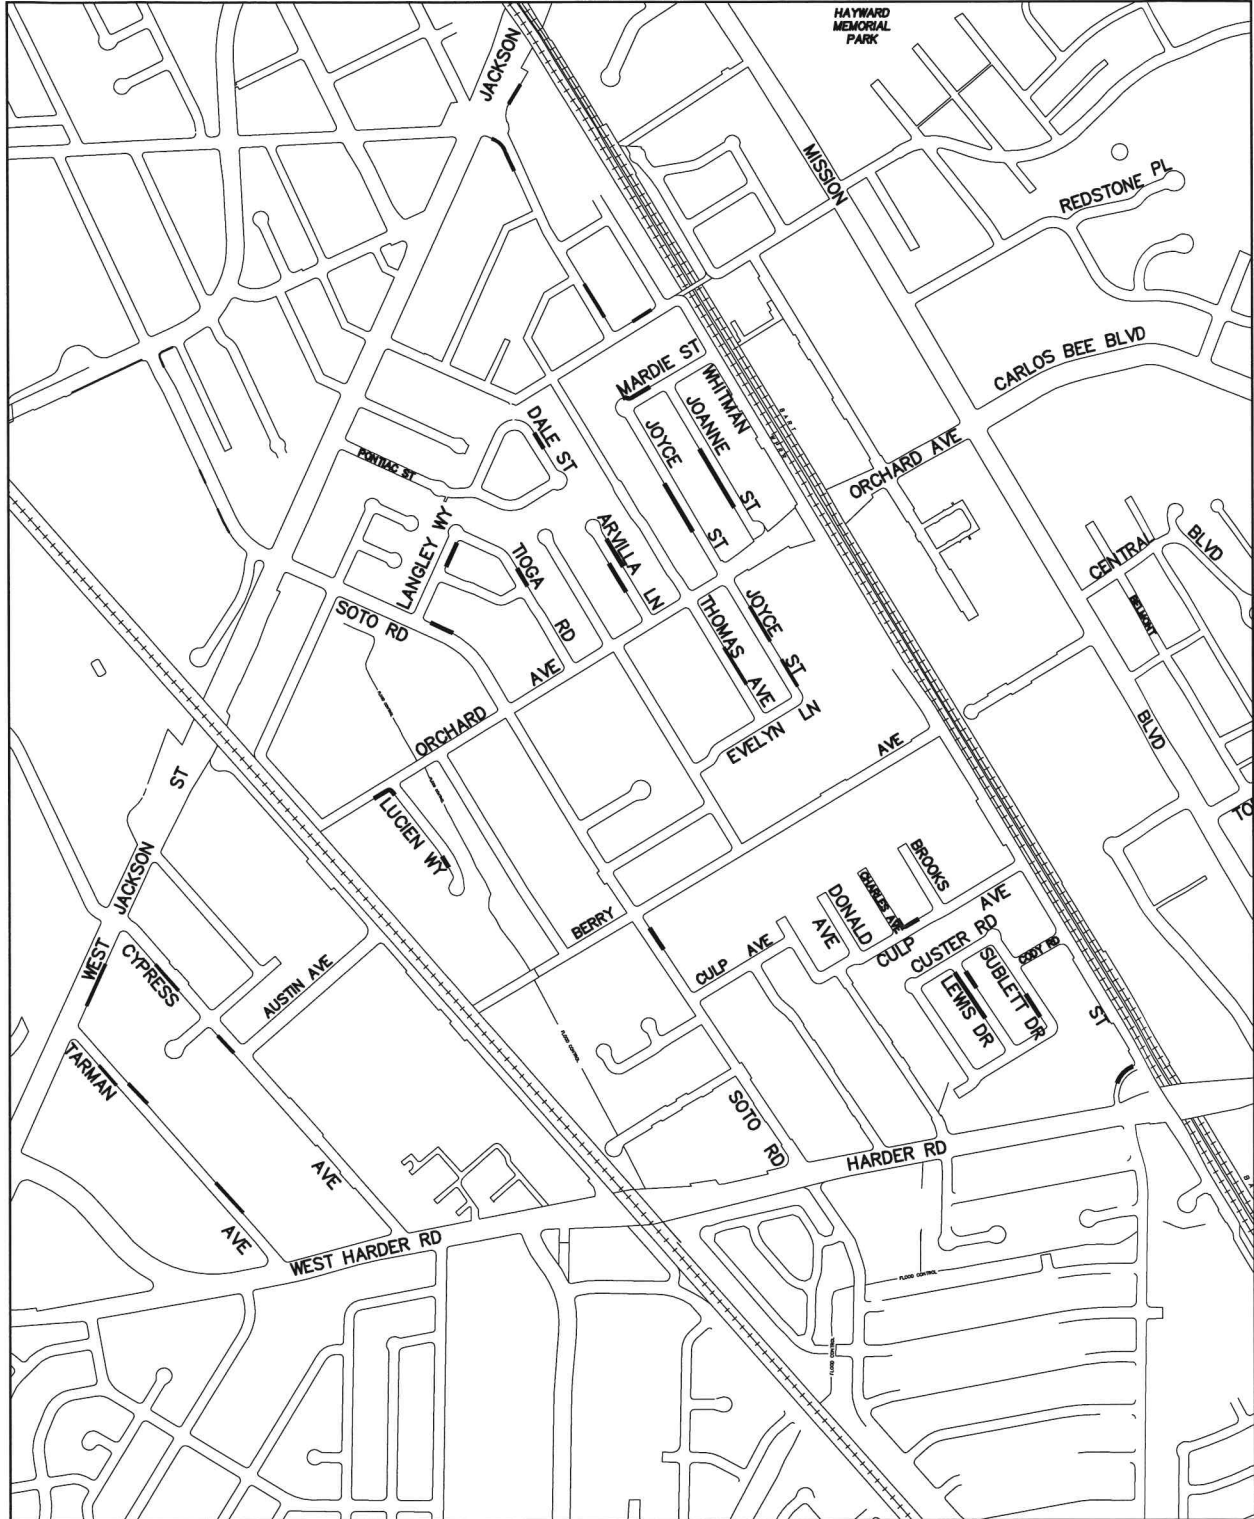 HAYWARD
MEMORIAL
PARK
JACKSON
MISSION
REDSTONE PL
CARLOS BEE BLVD
MARDIE ST
WHITMAN
JOANNE
ST
JOYCE
ST
DALE ST
PONTIAC ST
ORCHARD AVE
BLVD
CENTRAL
BELMONT
LANGLEY WY
TIOGA
RD
ARVILLA
LN
SOTO RD
THOMAS
AVE
JOYCE
ST
EVELYN LN
ORCHARD AVE
AVE
BLVD
ST
LUCIEN WY
JACKSON
WEST
CYPRESS
AVE
AUSTIN AVE
BERRY
CULP AVE
DONALD
AVE
CHARLES AVE
BROOKS
CULP
AVE
CUSTER RD
CODY RD
SUBLETT DR
LEWIS DR
ST
TARMAN
AVE
FLOOD CONTROL
SOTO
RD
HARDER RD
WEST HARDER RD
FLOOD CONTROL
FLOOD CONTROL